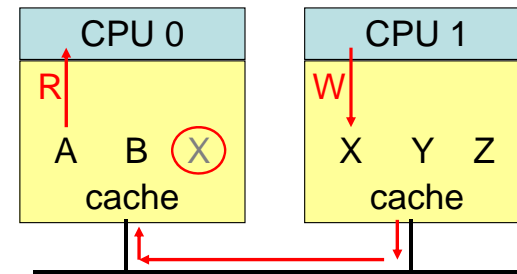 CPU 0
CPU 1
R
W
A B X
X Y Z
cache
cache